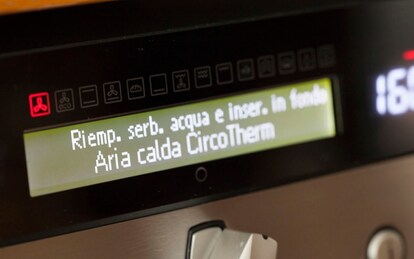 Riemp. serb. acqua e inser. in fondo
Aria calda CircoTherm